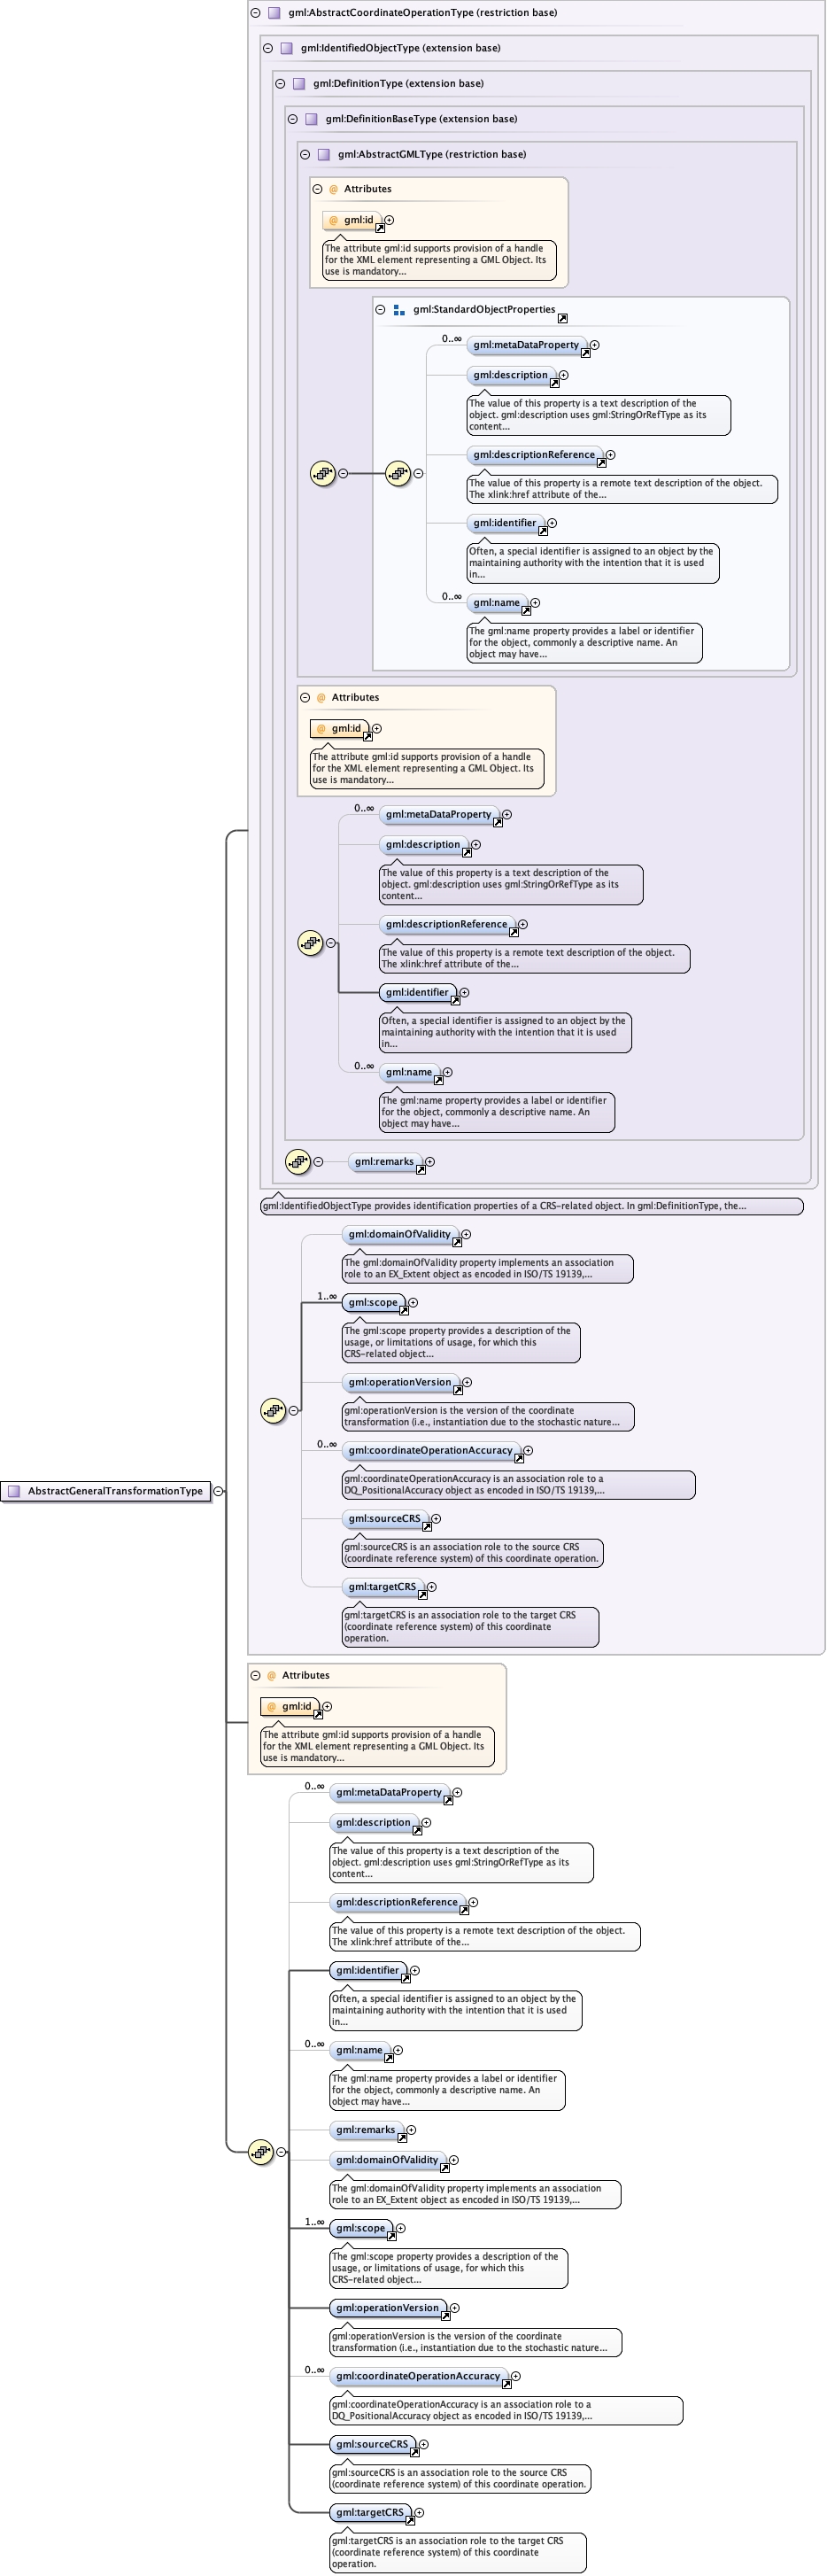 gml:AbstractCoordinateOperationType (restriction base)
gml:IdentifiedObjectType (extension base)
gml:DefinitionType (extension base)
gml:DefinitionBaseType (extension base)
gml:AbstractGMLType (restriction base)
@ Attributes
@ gml:id
The attribute gml:id supports provision of a handle
for the XML element representing a GML Object. Its
use is mandatory...
gml:StandardObjectProperties
0..∞
gml:metaDataProperty
gml:description
The value of this property is a text description of the
object. gml:description uses gml:StringOrRefType as its
content...
gml:descriptionReference
The value of this property is a remote text description of the object.
The xlink:href attribute of the...
gml:identifier
Often, a special identifier is assigned to an object by the
maintaining authority with the intention that it is used
in...
0..∞
gml:name
The gml:name property provides a label or identifier
for the object, commonly a descriptive name. An
object may have...
@ Attributes
@ gml:id
The attribute gml:id supports provision of a handle
for the XML element representing a GML Object. Its
use is mandatory...
0..∞
gml:metaDataProperty
gml:description
The value of this property is a text description of the
object. gml:description uses gml:StringOrRefType as its
content...
gml:descriptionReference
The value of this property is a remote text description of the object.
The xlink:href attribute of the...
gml:identifier
Often, a special identifier is assigned to an object by the
maintaining authority with the intention that it is used
in...
0..∞
gml:name
The gml:name property provides a label or identifier
for the object, commonly a descriptive name. An
object may have...
gml:remarks
gml:IdentifiedObjectType provides identification properties of a CRS-related object. In gml:DefinitionType, the...
gml:domainOfValidity
The gml:domainOfValidity property implements an association
role to an EX_Extent object as encoded in ISO/TS 19139,...
1..∞
gml:scope
The gml:scope property provides a description of the
usage, or limitations of usage, for which this
CRS-related object...
gml:operationVersion
gml:operationVersion is the version of the coordinate
transformation (i.e., instantiation due to the stochastic nature...
0..∞
gml:coordinateOperationAccuracy
gml:coordinateOperationAccuracy is an association role to a
DQ_PositionalAccuracy object as encoded in ISO/TS 19139,...
AbstractGeneralTransformationType
gml:sourceCRS
gml:sourceCRS is an association role to the source CRS
(coordinate reference system) of this coordinate operation.
gml:targetCRS
gml:targetCRS is an association role to the target CRS
(coordinate reference system) of this coordinate
operation.
@ Attributes
@ gml:id
The attribute gml:id supports provision of a handle
for the XML element representing a GML Object. Its
use is mandatory...
0..∞
gml:metaDataProperty
gml:description
The value of this property is a text description of the
object. gml:description uses gml:StringOrRefType as its
content...
gml:descriptionReference
The value of this property is a remote text description of the object.
The xlink:href attribute of the...
gml:identifier
Often, a special identifier is assigned to an object by the
maintaining authority with the intention that it is used
in...
0..∞
gml:name
The gml:name property provides a label or identifier
for the object, commonly a descriptive name. An
object may have...
gml:remarks
gml:domainOfValidity
The gml:domainOfValidity property implements an association
role to an EX_Extent object as encoded in ISO/TS 19139,...
1..∞
gml:scope
The gml:scope property provides a description of the
usage, or limitations of usage, for which this
CRS-related object...
gml:operationVersion
gml:operationVersion is the version of the coordinate
transformation (i.e., instantiation due to the stochastic nature...
0..∞
gml:coordinateOperationAccuracy
gml:coordinateOperationAccuracy is an association role to a
DQ_PositionalAccuracy object as encoded in ISO/TS 19139,...
gml:sourceCRS
gml:sourceCRS is an association role to the source CRS
(coordinate reference system) of this coordinate operation.
gml:targetCRS
gml:targetCRS is an association role to the target CRS
(coordinate reference system) of this coordinate
operation.